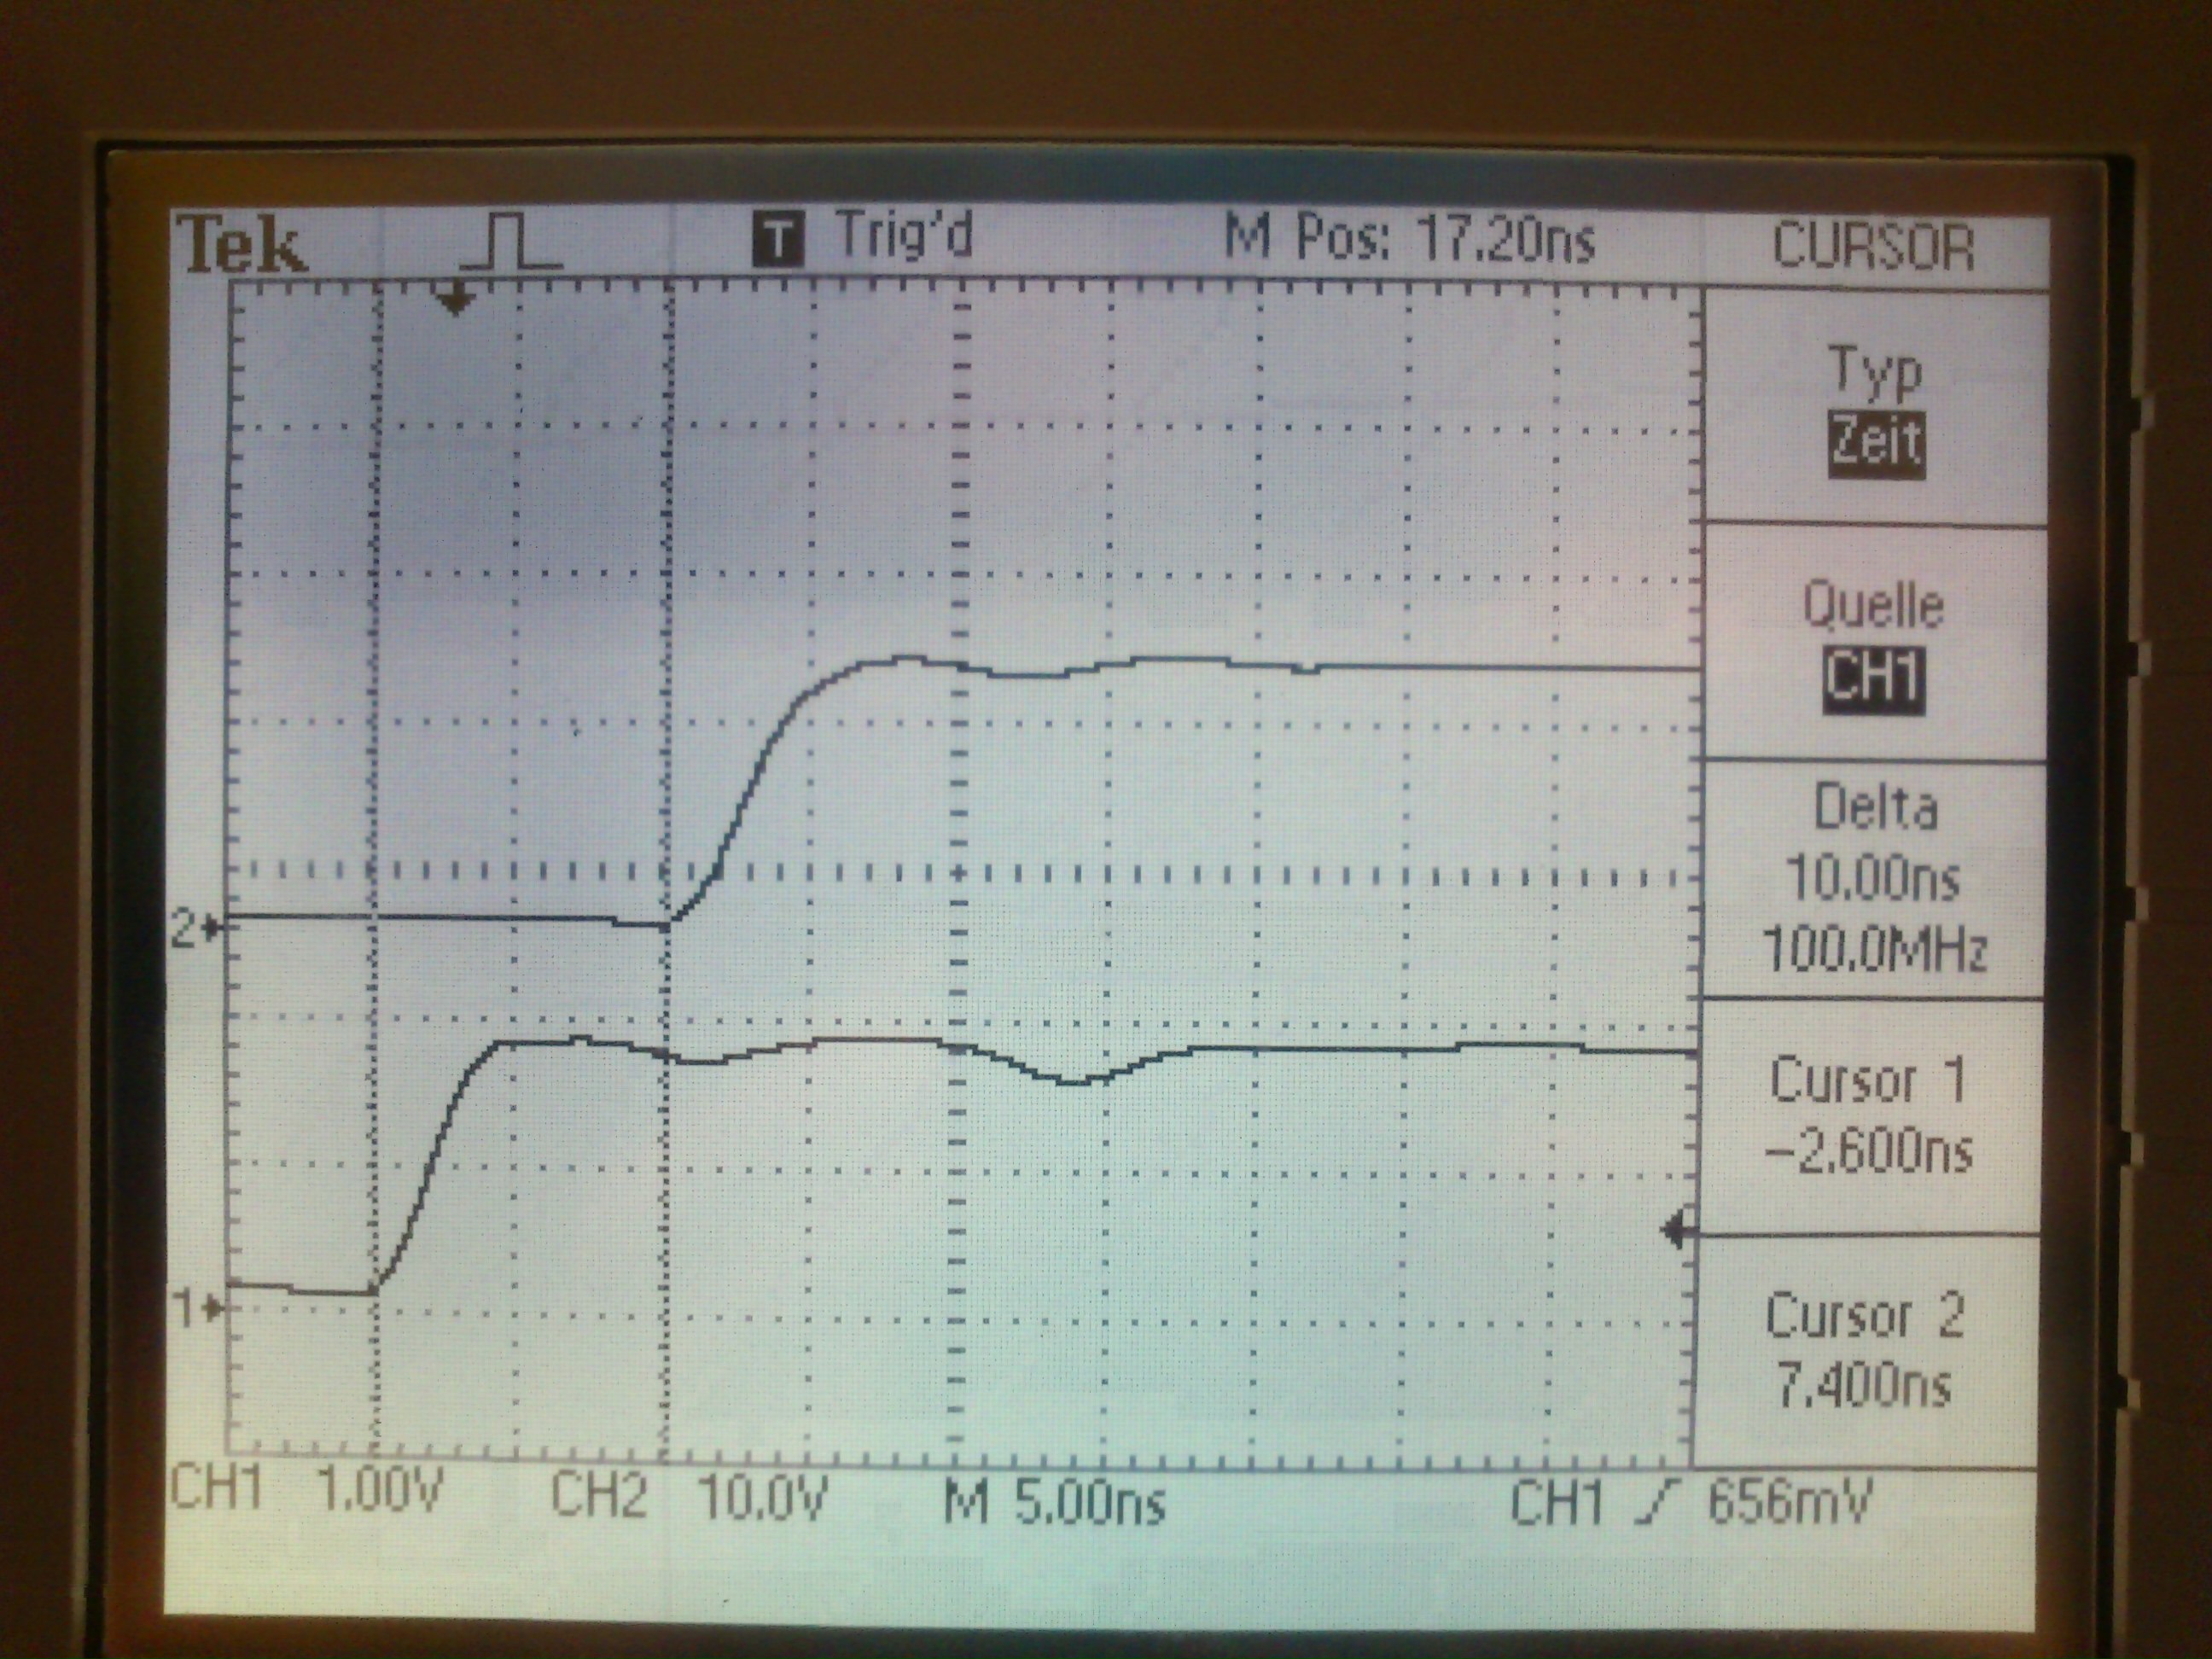 Tek T Trig'd M Pos: 17.20ns CURSOR
Typ
Zeit
Quelle
CH1
Delta
10.00ns
100.0MHz
2
Cursor 1
-2.600ns
1
Cursor 2
7.400ns
CH1 1.00V CH2 10.0V M 5.00ns CH1 656mV